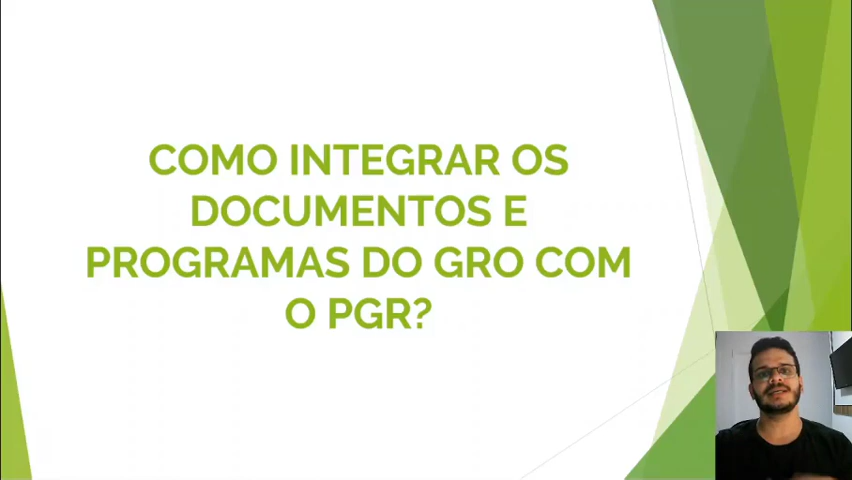 COMO INTEGRAR OS
DOCUMENTOS E
PROGRAMAS DO GRO COM
O PGR?